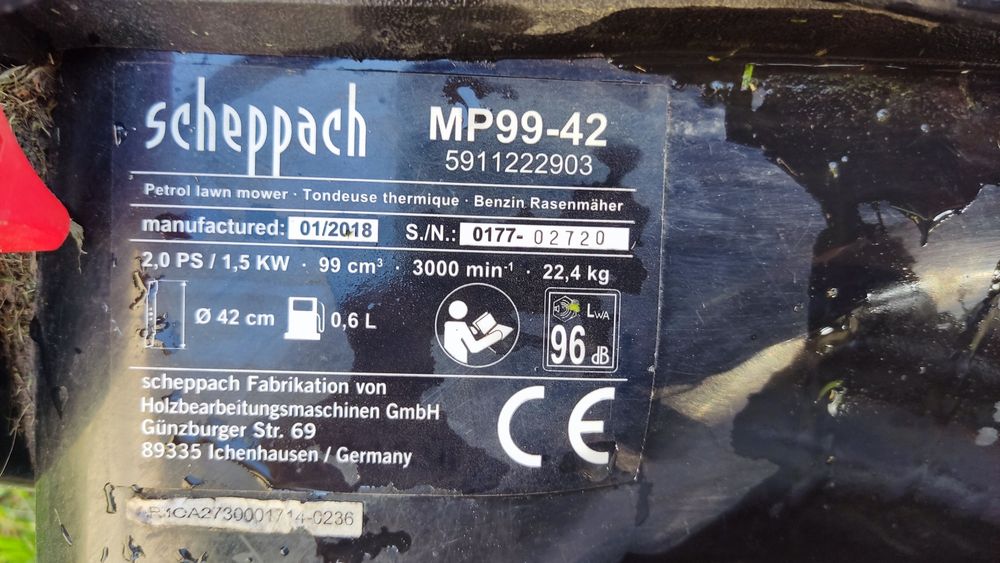 scheppach
MP99-42
5911222903
Petrol lawn mower · Tondeuse thermique · Benzin Rasenmäher
manufactured: 01/2018 S./N.: 0177- 02720
2,0 PS / 1,5 KW · 99 cm³ · 3000 min⁻¹ · 22,4 kg
Ø 42 cm 0,6 L
LWA
96 dB
scheppach Fabrikation von
Holzbearbeitungsmaschinen GmbH
Günzburger Str. 69
89335 Ichenhausen / Germany
CE